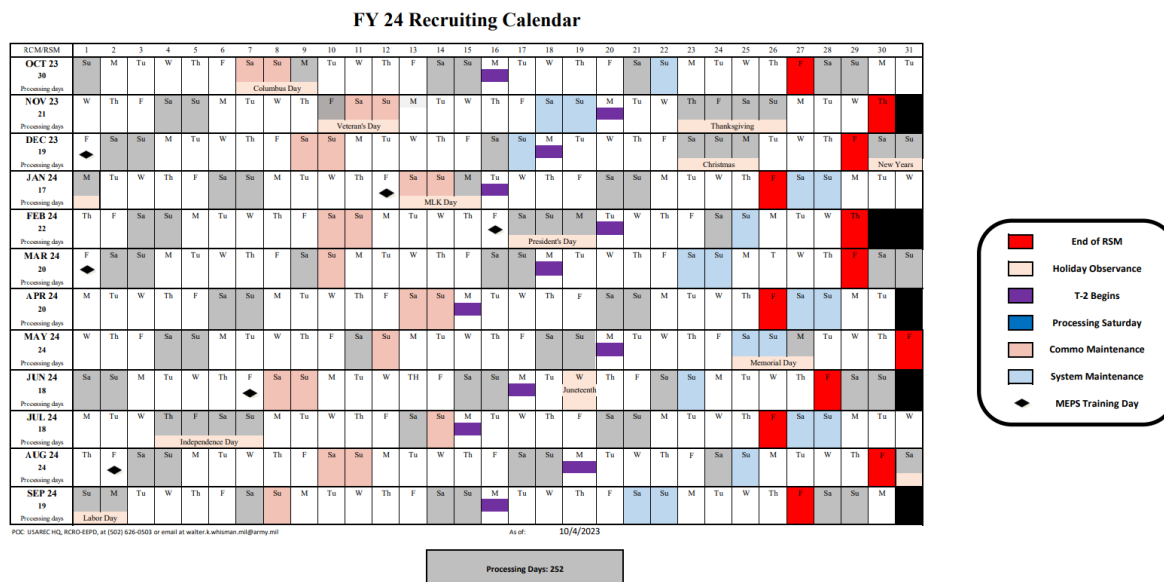 FY 24 Recruiting Calendar
RCM/RSM 1 2 3 4 5 6 7 8 9 10 11 12 13 14 15 16 17 18 19 20 21 22 23 24 25 26 27 28 29 30 31
OCT 23 Su M Tu W Th F Sa Su M Tu W Th F Sa Su M Tu W Th F Sa Su M Tu W Th F Sa Su M Tu
30
Processing days Columbus Day
NOV 23 W Th F Sa Su M Tu W Th F Sa Su M Tu W Th F Sa Su M Tu W Th F Sa Su M Tu W Th
21
Processing days Veteran's Day Thanksgiving
DEC 23 F Sa Su M Tu W Th F Sa Su M Tu W Th F Sa Su M Tu W Th F Sa Su M Tu W Th F Sa Su
19
Processing days Christmas New Years
JAN 24 M Tu W Th F Sa Su M Tu W Th F Sa Su M Tu W Th F Sa Su M Tu W Th F Sa Su M Tu W
17
Processing days MLK Day
FEB 24 Th F Sa Su M Tu W Th F Sa Su M Tu W Th F Sa Su M Tu W Th F Sa Su M Tu W Th
22
Processing days President's Day
MAR 24 F Sa Su M Tu W Th F Sa Su M Tu W Th F Sa Su M Tu W Th F Sa Su M T W Th F Sa Su
20
Processing days
APR 24 M Tu W Th F Sa Su M Tu W Th F Sa Su M Tu W Th F Sa Su M Tu W Th F Sa Su M Tu
20
Processing days
MAY 24 W Th F Sa Su M Tu W Th F Sa Su M Tu W Th F Sa Su M Tu W Th F Sa Su M Tu W Th F
24
Processing days Memorial Day
JUN 24 Sa Su M Tu W Th F Sa Su M Tu W TH F Sa Su M Tu W Th F Sa Su M Tu W Th F Sa Su
18 Juneteenth
Processing days
JUL 24 M Tu W Th F Sa Su M Tu W Th F Sa Su M Tu W Th F Sa Su M Tu W Th F Sa Su M Tu W
18
Processing days Independence Day
AUG 24 Th F Sa Su M Tu W Th F Sa Su M Tu W Th F Sa Su M Tu W Th F Sa Su M Tu W Th F Sa
24
Processing days
SEP 24 Su M Tu W Th F Sa Su M Tu W Th F Sa Su M Tu W Th F Sa Su M Tu W Th F Sa Su M
19
Processing days Labor Day
POC: USAREC HQ, RCRO-EEPD, at (502) 626-0503 or email at walter.k.whisman.mil@army.mil As of: 10/4/2023
Processing Days: 252
End of RSM
Holiday Observance
T-2 Begins
Processing Saturday
Commo Maintenance
System Maintenance
MEPS Training Day